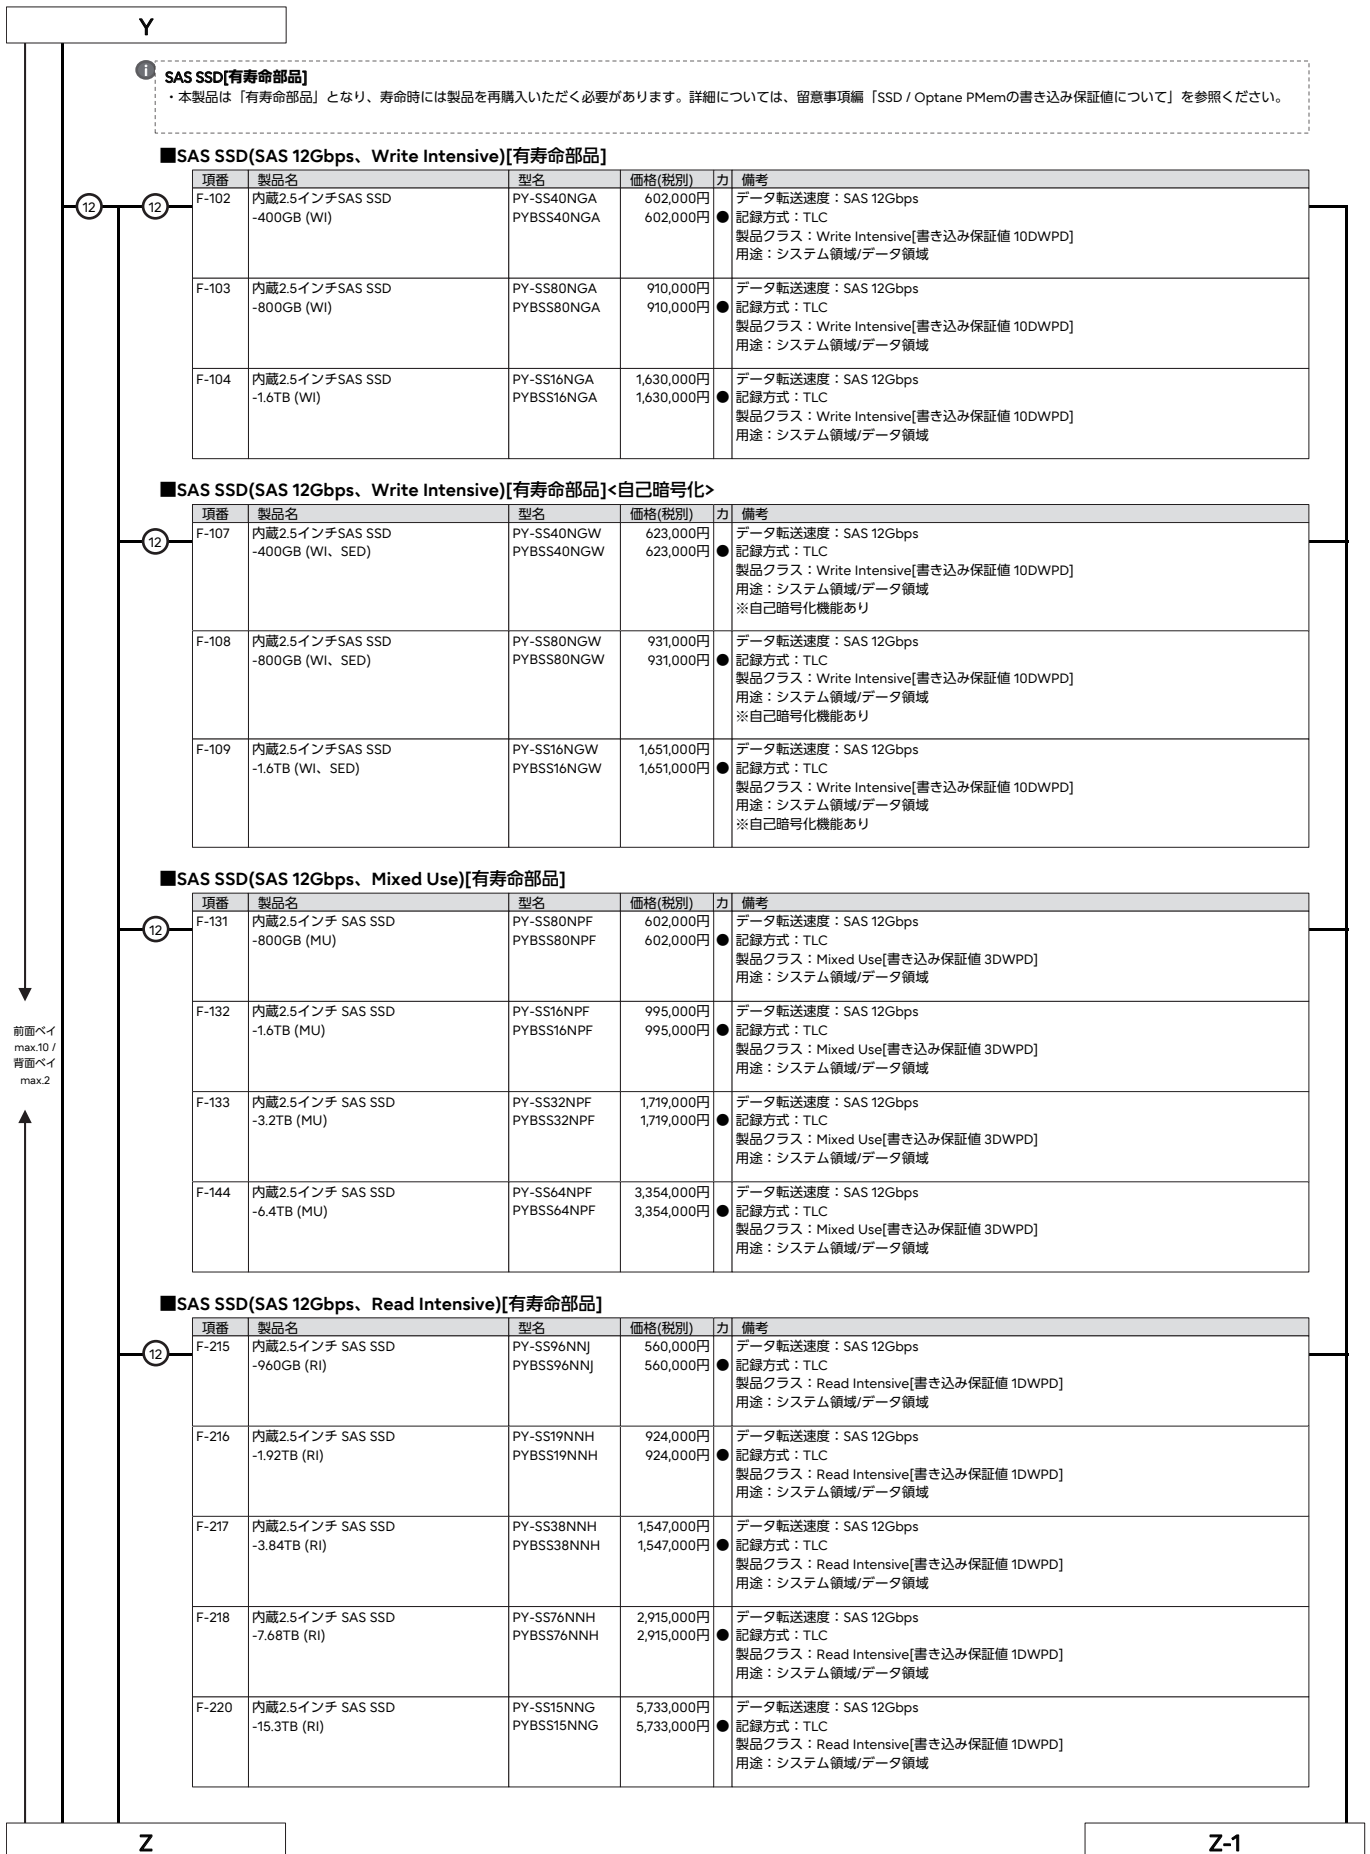 Y
i
SAS SSD[有寿命部品]
・本製品は「有寿命部品」となり、寿命時には製品を再購入いただく必要があります。詳細については、留意事項編「SSD / Optane PMemの書き込み保証値について」を参照ください。
■SAS SSD(SAS 12Gbps、Write Intensive)[有寿命部品]
項番 製品名 型名 価格(税別) カ 備考
12 12 F-102 内蔵2.5インチSAS SSD PY-SS40NGA 602,000円 データ転送速度：SAS 12Gbps
-400GB (WI) PYBSS40NGA 602,000円 ● 記録方式：TLC
製品クラス：Write Intensive[書き込み保証値 10DWPD]
用途：システム領域/データ領域
F-103 内蔵2.5インチSAS SSD PY-SS80NGA 910,000円 データ転送速度：SAS 12Gbps
-800GB (WI) PYBSS80NGA 910,000円 ● 記録方式：TLC
製品クラス：Write Intensive[書き込み保証値 10DWPD]
用途：システム領域/データ領域
F-104 内蔵2.5インチSAS SSD PY-SS16NGA 1,630,000円 データ転送速度：SAS 12Gbps
-1.6TB (WI) PYBSS16NGA 1,630,000円 ● 記録方式：TLC
製品クラス：Write Intensive[書き込み保証値 10DWPD]
用途：システム領域/データ領域
■SAS SSD(SAS 12Gbps、Write Intensive)[有寿命部品]<自己暗号化>
項番 製品名 型名 価格(税別) カ 備考
12 F-107 内蔵2.5インチSAS SSD PY-SS40NGW 623,000円 データ転送速度：SAS 12Gbps
-400GB (WI、SED) PYBSS40NGW 623,000円 ● 記録方式：TLC
製品クラス：Write Intensive[書き込み保証値 10DWPD]
用途：システム領域/データ領域
※自己暗号化機能あり
F-108 内蔵2.5インチSAS SSD PY-SS80NGW 931,000円 データ転送速度：SAS 12Gbps
-800GB (WI、SED) PYBSS80NGW 931,000円 ● 記録方式：TLC
製品クラス：Write Intensive[書き込み保証値 10DWPD]
用途：システム領域/データ領域
※自己暗号化機能あり
F-109 内蔵2.5インチSAS SSD PY-SS16NGW 1,651,000円 データ転送速度：SAS 12Gbps
-1.6TB (WI、SED) PYBSS16NGW 1,651,000円 ● 記録方式：TLC
製品クラス：Write Intensive[書き込み保証値 10DWPD]
用途：システム領域/データ領域
※自己暗号化機能あり
■SAS SSD(SAS 12Gbps、Mixed Use)[有寿命部品]
項番 製品名 型名 価格(税別) カ 備考
12 F-131 内蔵2.5インチ SAS SSD PY-SS80NPF 602,000円 データ転送速度：SAS 12Gbps
-800GB (MU) PYBSS80NPF 602,000円 ● 記録方式：TLC
製品クラス：Mixed Use[書き込み保証値 3DWPD]
用途：システム領域/データ領域
F-132 内蔵2.5インチ SAS SSD PY-SS16NPF 995,000円 データ転送速度：SAS 12Gbps
-1.6TB (MU) PYBSS16NPF 995,000円 ● 記録方式：TLC
製品クラス：Mixed Use[書き込み保証値 3DWPD]
用途：システム領域/データ領域
前面ベイ
max.10 /
背面ベイ
max.2
F-133 内蔵2.5インチ SAS SSD PY-SS32NPF 1,719,000円 データ転送速度：SAS 12Gbps
-3.2TB (MU) PYBSS32NPF 1,719,000円 ● 記録方式：TLC
製品クラス：Mixed Use[書き込み保証値 3DWPD]
用途：システム領域/データ領域
F-144 内蔵2.5インチ SAS SSD PY-SS64NPF 3,354,000円 データ転送速度：SAS 12Gbps
-6.4TB (MU) PYBSS64NPF 3,354,000円 ● 記録方式：TLC
製品クラス：Mixed Use[書き込み保証値 3DWPD]
用途：システム領域/データ領域
■SAS SSD(SAS 12Gbps、Read Intensive)[有寿命部品]
項番 製品名 型名 価格(税別) カ 備考
12 F-215 内蔵2.5インチ SAS SSD PY-SS96NNJ 560,000円 データ転送速度：SAS 12Gbps
-960GB (RI) PYBSS96NNJ 560,000円 ● 記録方式：TLC
製品クラス：Read Intensive[書き込み保証値 1DWPD]
用途：システム領域/データ領域
F-216 内蔵2.5インチ SAS SSD PY-SS19NNH 924,000円 データ転送速度：SAS 12Gbps
-1.92TB (RI) PYBSS19NNH 924,000円 ● 記録方式：TLC
製品クラス：Read Intensive[書き込み保証値 1DWPD]
用途：システム領域/データ領域
F-217 内蔵2.5インチ SAS SSD PY-SS38NNH 1,547,000円 データ転送速度：SAS 12Gbps
-3.84TB (RI) PYBSS38NNH 1,547,000円 ● 記録方式：TLC
製品クラス：Read Intensive[書き込み保証値 1DWPD]
用途：システム領域/データ領域
F-218 内蔵2.5インチ SAS SSD PY-SS76NNH 2,915,000円 データ転送速度：SAS 12Gbps
-7.68TB (RI) PYBSS76NNH 2,915,000円 ● 記録方式：TLC
製品クラス：Read Intensive[書き込み保証値 1DWPD]
用途：システム領域/データ領域
F-220 内蔵2.5インチ SAS SSD PY-SS15NNG 5,733,000円 データ転送速度：SAS 12Gbps
-15.3TB (RI) PYBSS15NNG 5,733,000円 ● 記録方式：TLC
製品クラス：Read Intensive[書き込み保証値 1DWPD]
用途：システム領域/データ領域
Z Z-1